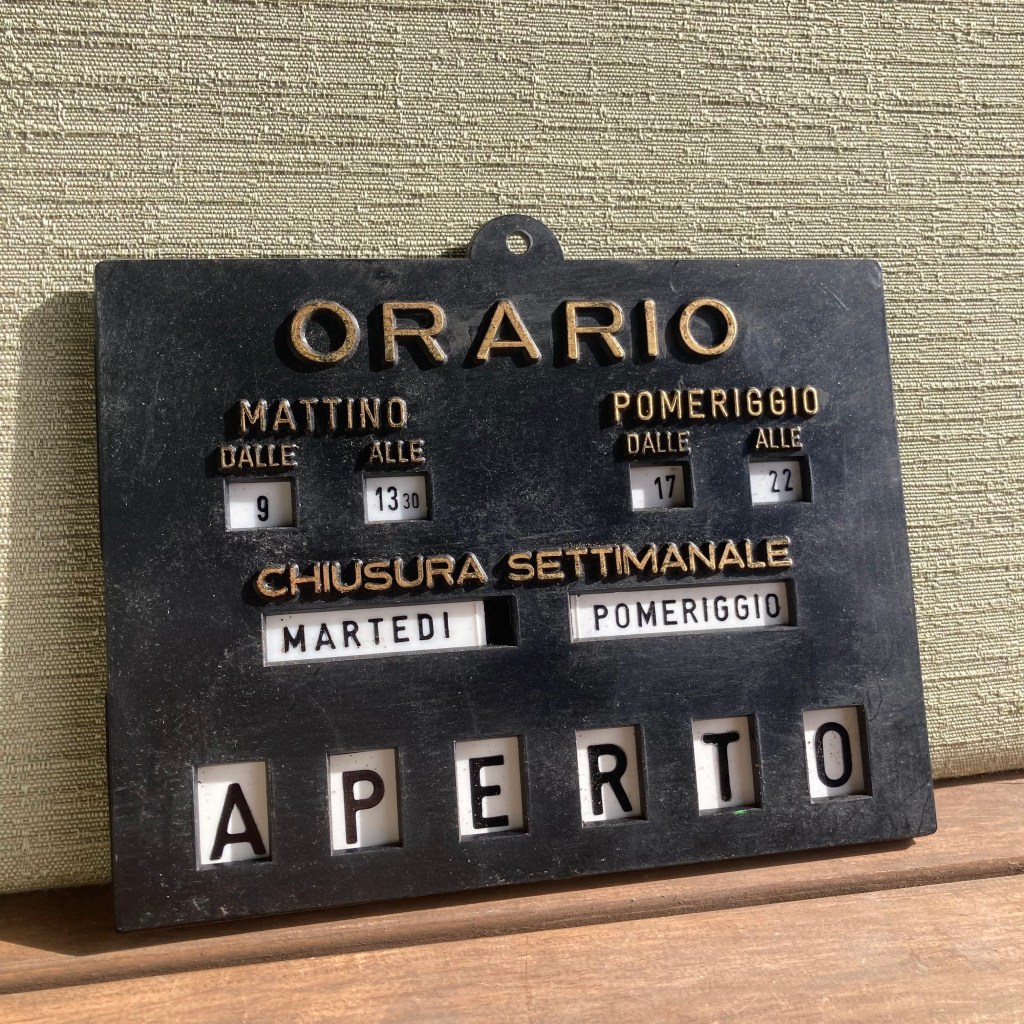 ORARIO
MATTINO POMERIGGIO
DALLE ALLE DALLE ALLE
9 13 30 17 22
CHIUSURA SETTIMANALE
MARTEDI POMERIGGIO
APERTO